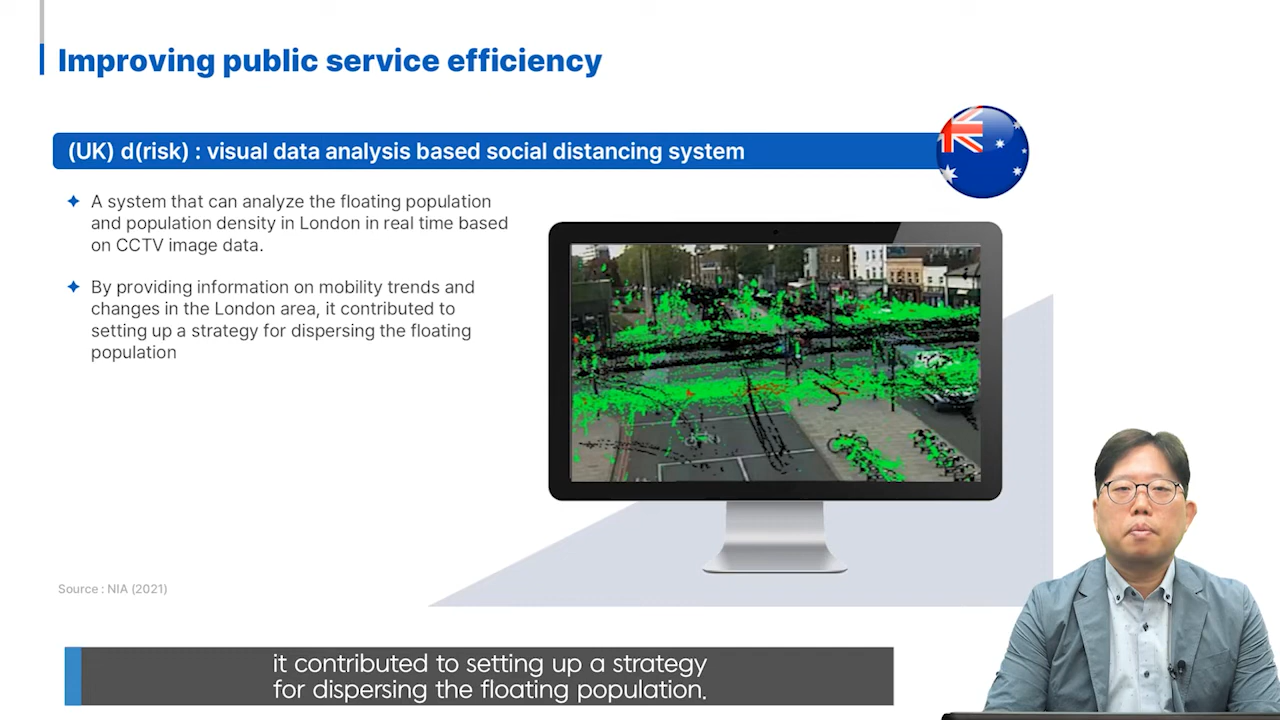 Improving public service efficiency
(UK) d(risk) : visual data analysis based social distancing system
A system that can analyze the floating population
and population density in London in real time based
on CCTV image data.
By providing information on mobility trends and
changes in the London area, it contributed to
setting up a strategy for dispersing the floating
population
Source : NIA (2021)
it contributed to setting up a strategy
for dispersing the floating population.